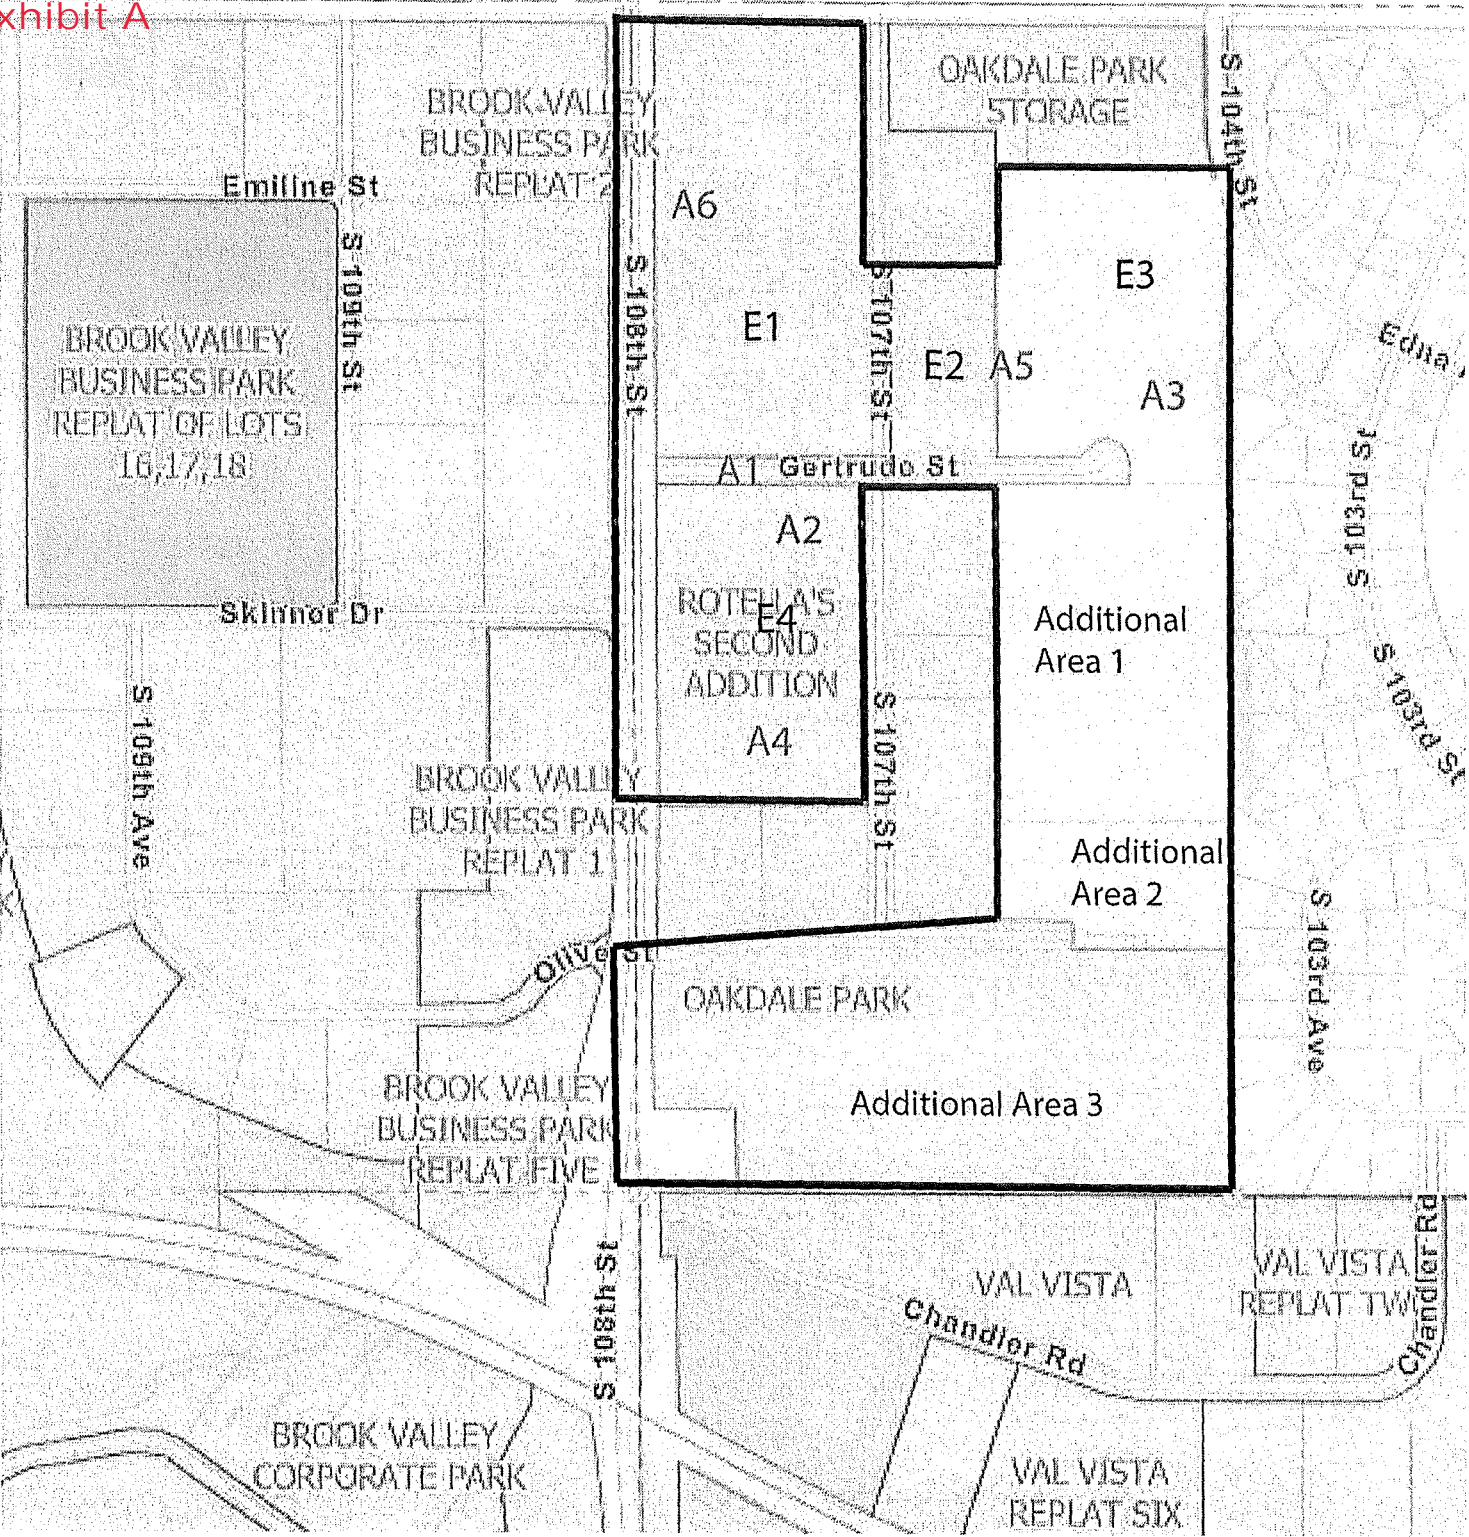 xhibit A
OAKDALE PARK
STORAGE
S 104th St
BROOK VALLEY
BUSINESS PARK
REPLAT 2
Emiline St
A6
S 109th St
S 108th St
E1
S 107th St
E3
E2
A5
A3
BROOK VALLEY
BUSINESS PARK
REPLAT OF LOTS
16,17,18
Edna
A1
Gertrude St
S 103rd St
A2
ROTELLA'S
E4
SECOND
ADDITION
Additional
Area 1
Skinner Dr
S 109th Ave
S 107th St
S 103rd St
A4
BROOK VALLEY
BUSINESS PARK
REPLAT 1
Additional
Area 2
S 103rd Ave
Olive St
OAKDALE PARK
BROOK VALLEY
BUSINESS PARK
REPLAT FIVE
Additional Area 3
S 108th St
VAL VISTA
VAL VISTA
REPLAT TW
Chandler Rd
Chandler Rd
BROOK VALLEY
CORPORATE PARK
VAL VISTA
REPLAT SIX